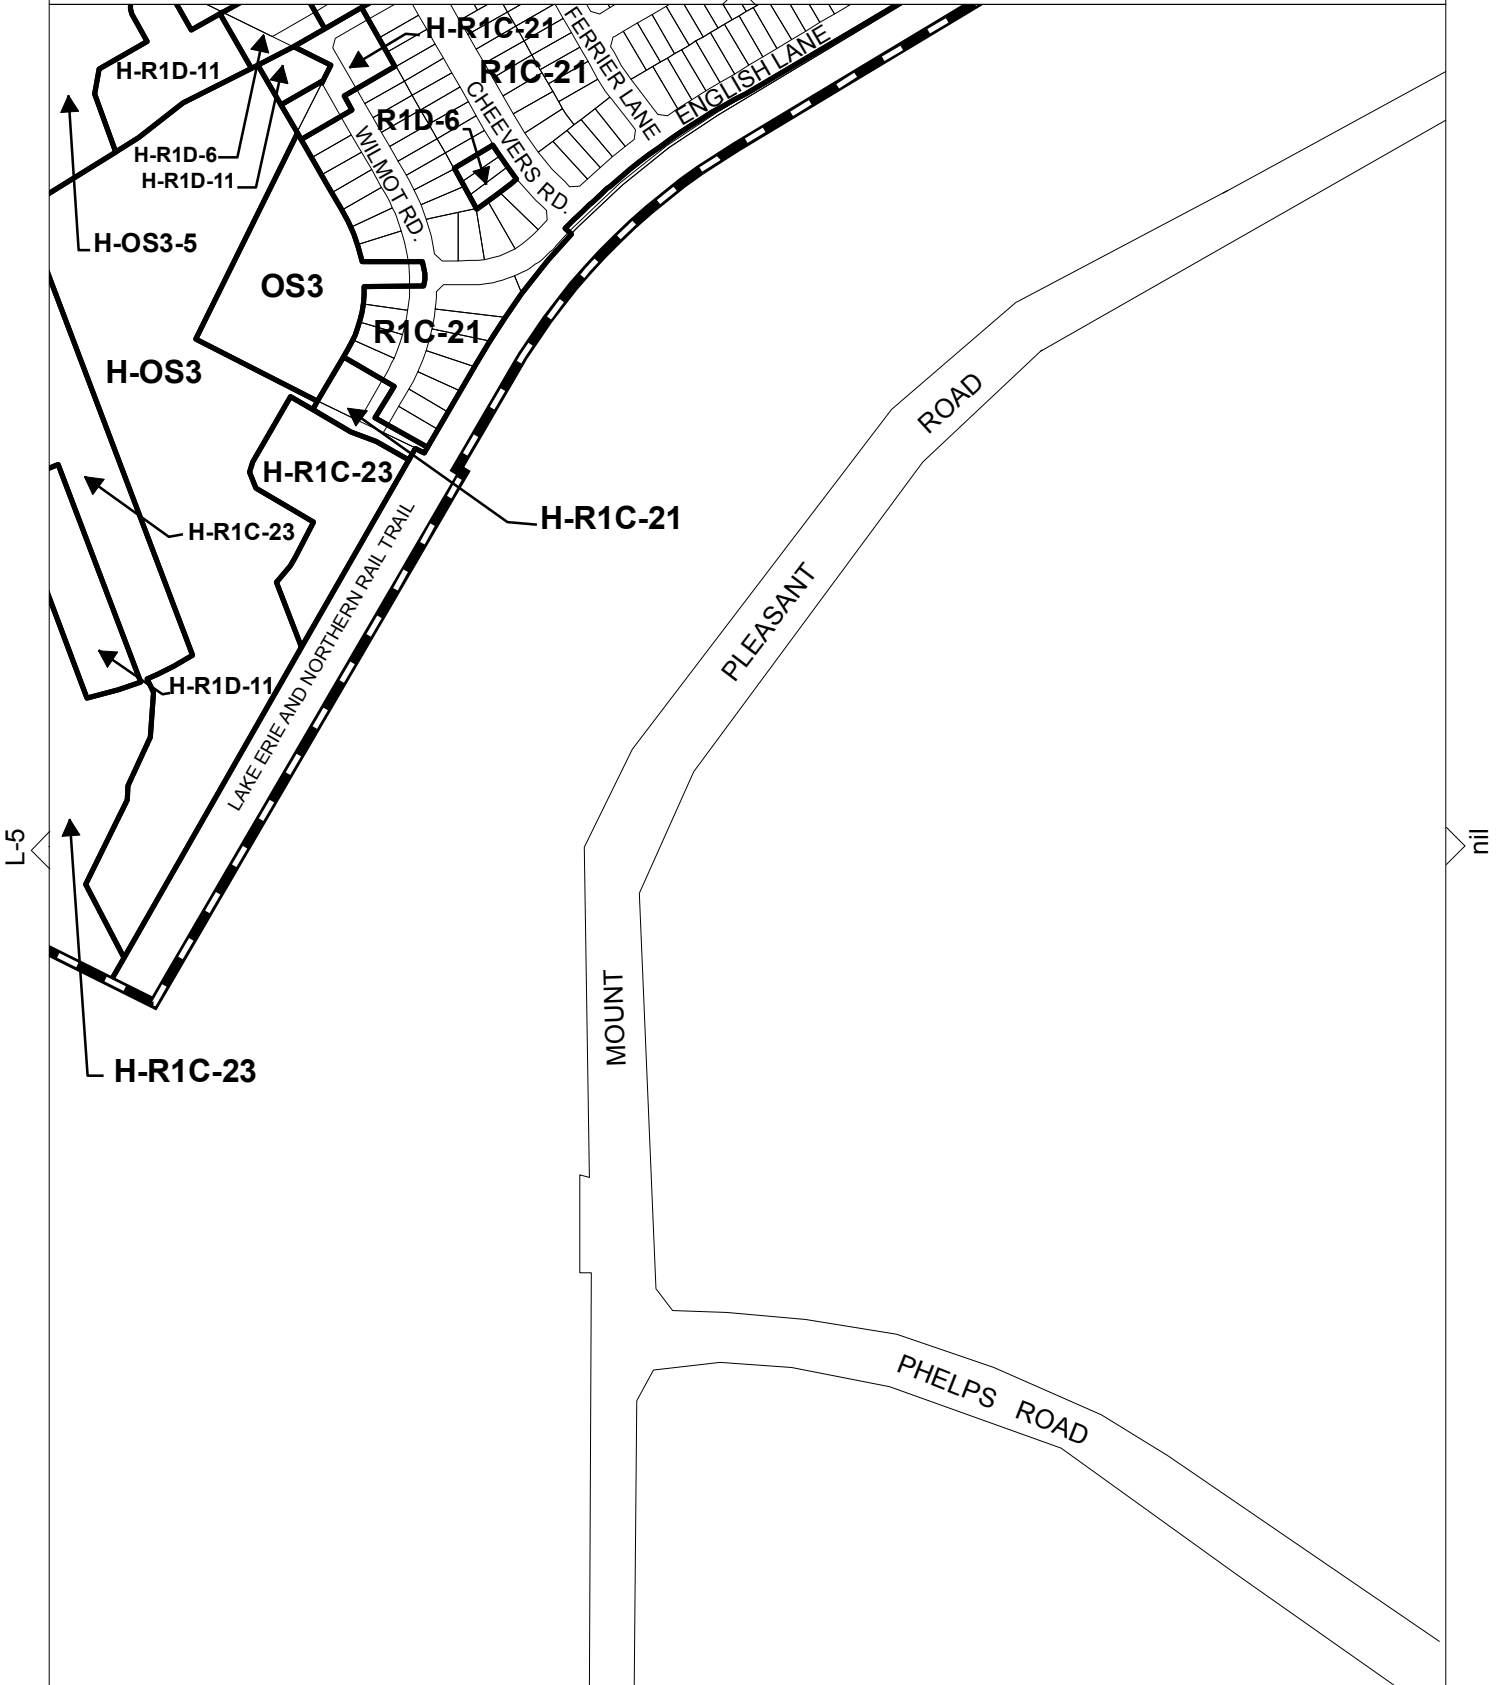 H-R1C-21
FERRIER LANE
ENGLISH LANE
H-R1D-11
R1C-21
CHEEVERS RD.
R1D-6
WILMOT RD.
H-R1D-6
H-R1D-11
H-OS3-5
OS3
R1C-21
H-OS3
ROAD
H-R1C-23
H-R1C-21
H-R1C-23
LAKE ERIE AND NORTHERN RAIL TRAIL
PLEASANT
H-R1D-11
L-5
nil
MOUNT
H-R1C-23
PHELPS ROAD